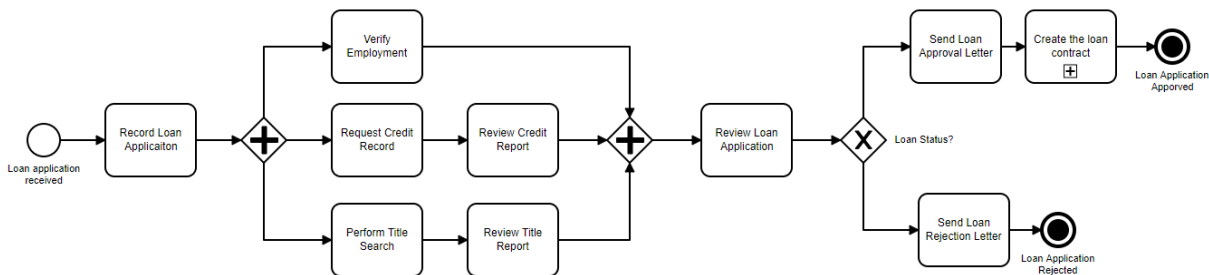 Loan application
received
Record Loan
Applicaiton
Verify
Employment
Request Credit
Record
Review Credit
Report
Perform Title
Search
Review Title
Report
Review Loan
Application
Loan Status?
Send Loan
Approval Letter
Create the loan
contract
Loan Application
Apporved
Send Loan
Rejection Letter
Loan Application
Rejected